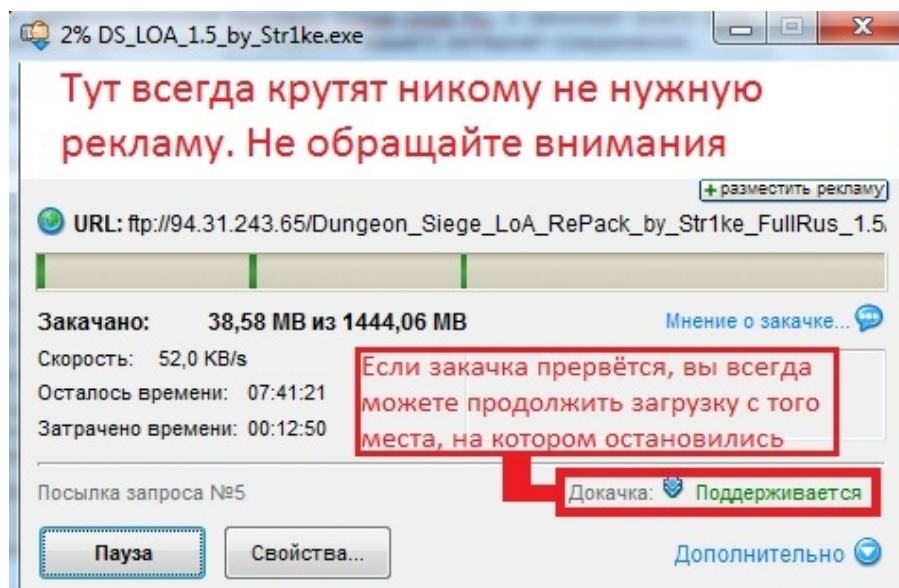 2% DS_LOA_1.5_by_Str1ke.exe
Тут всегда крутят никому не нужную
рекламу. Не обращайте внимания
+ разместить рекламу
URL: ftp://94.31.243.65/Dungeon_Siege_LoA_RePack_by_Str1ke_FullRus_1.5/
Закачано: 38,58 MB из 1444,06 MB
Мнение о закачке...
Скорость: 52,0 KB/s
Осталось времени: 07:41:21
Затрачено времени: 00:12:50
Если закачка прервётся, вы всегда
можете продолжить загрузку с того
места, на котором остановились
Посылка запроса №5
Докачка: Поддерживается
Пауза
Свойства...
Дополнительно